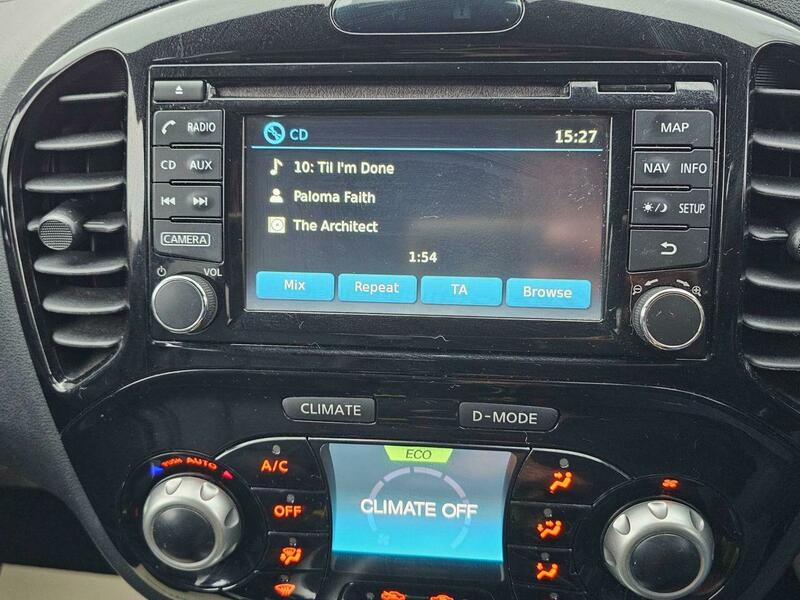 CD
15:27
10: Til I'm Done
Paloma Faith
The Architect
1:54
Mix
Repeat
TA
Browse
RADIO
CD AUX
CAMERA
VOL
MAP
NAV INFO
SETUP
CLIMATE
D-MODE
PUSH AUTO
A/C
OFF
ECO
CLIMATE OFF